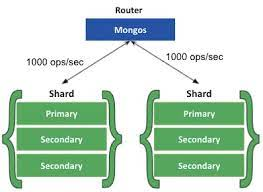 Router
Mongos
1000 ops/sec
1000 ops/sec
Shard
Primary
Secondary
Secondary
Shard
Primary
Secondary
Secondary